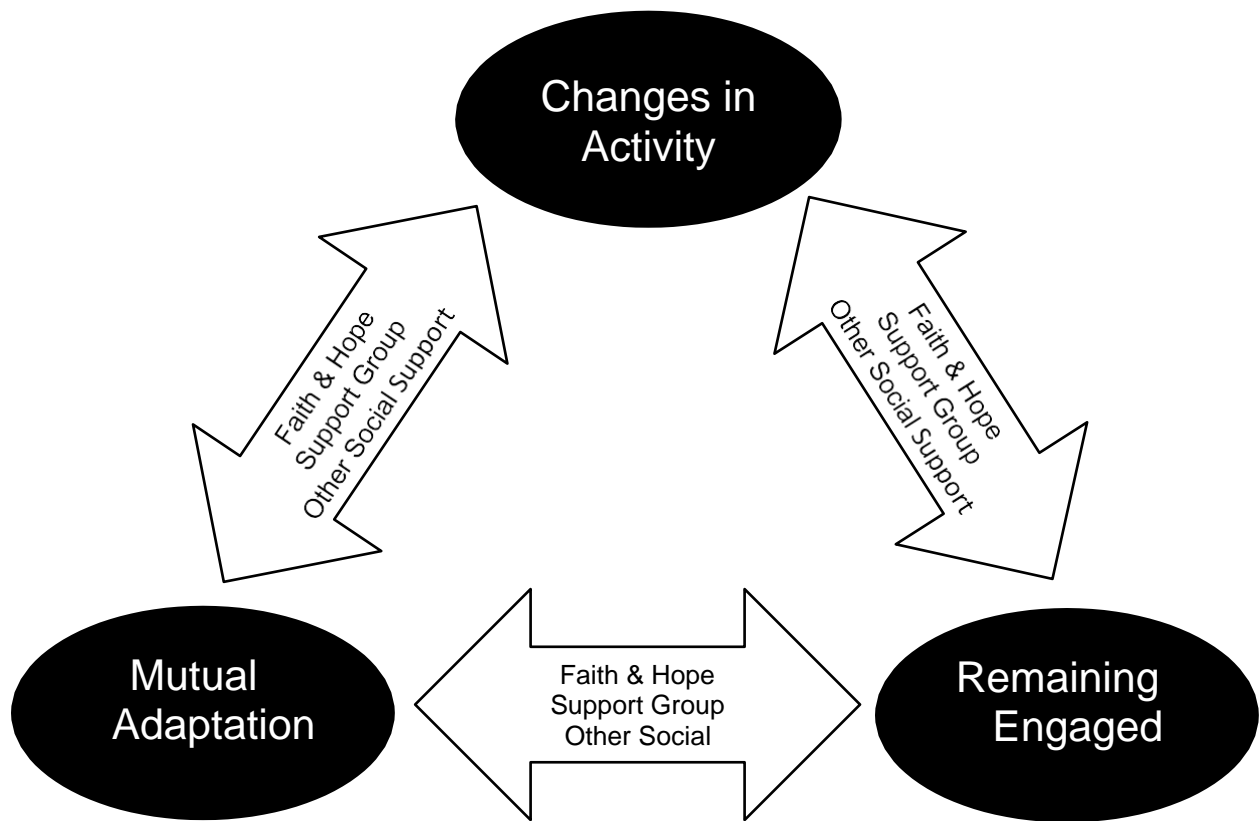 Changes in
Activity
Faith & Hope
Support Group
Other Social Support
Faith & Hope
Support Group
Other Social Support
Mutual
Adaptation
Faith & Hope
Support Group
Other Social
Remaining
Engaged